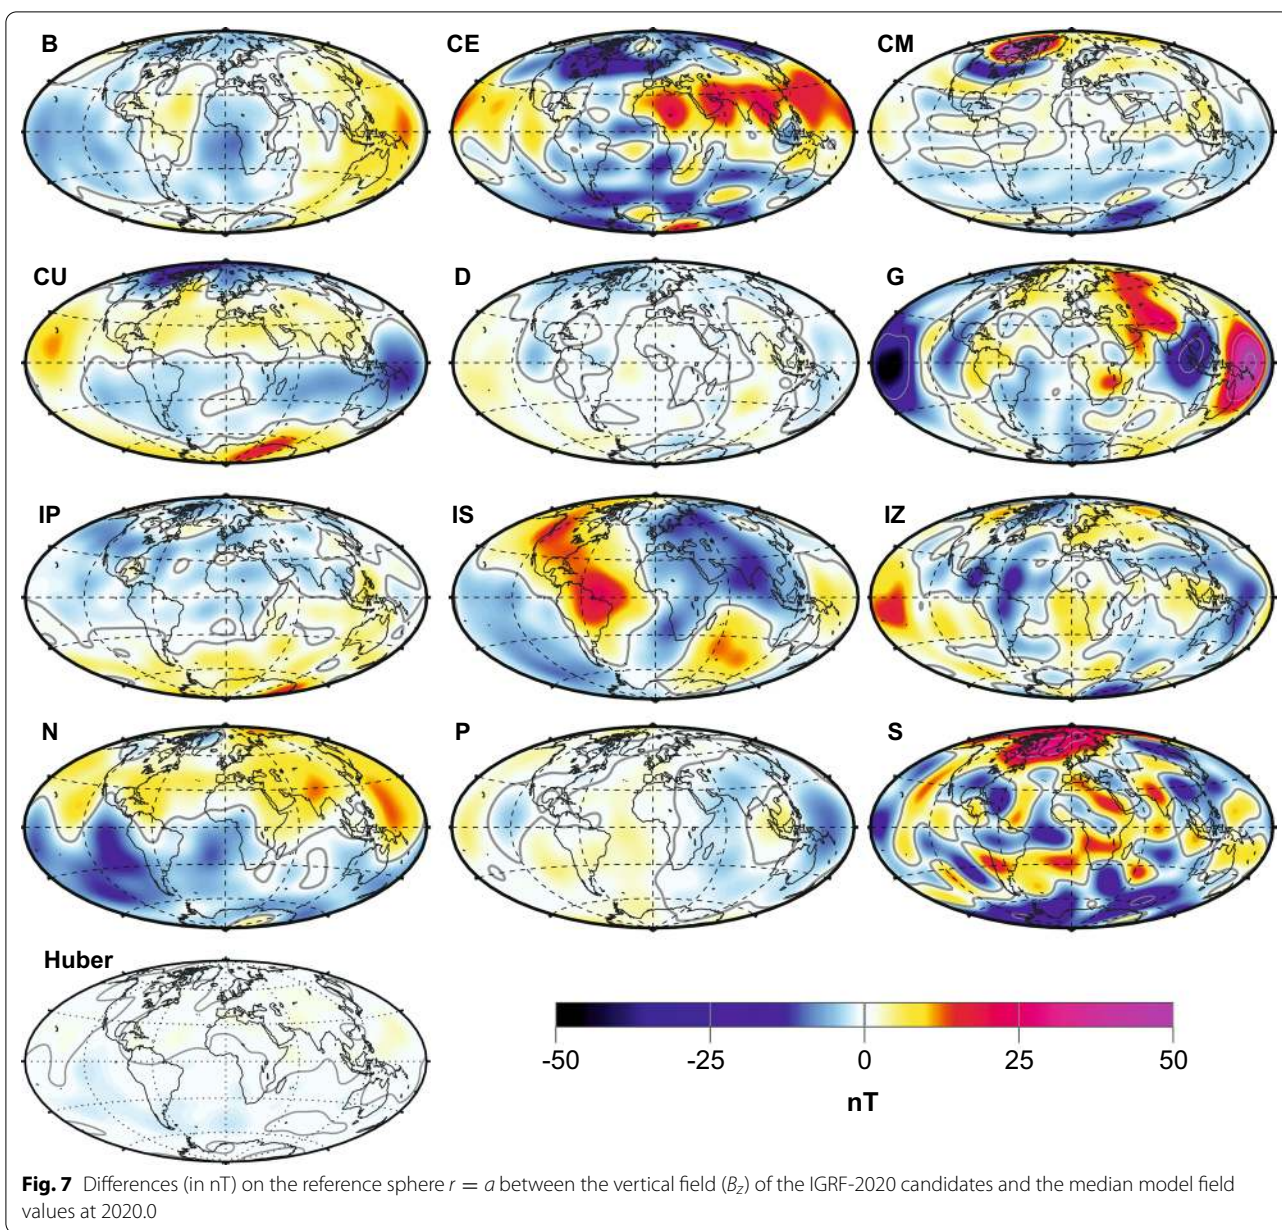 B CE CM
CU D G
IP IS IZ
N P S
Huber
-50 -25 0 25 50
nT
Fig. 7 Differences (in nT) on the reference sphere r = a between the vertical field (Bz) of the IGRF-2020 candidates and the median model field
values at 2020.0